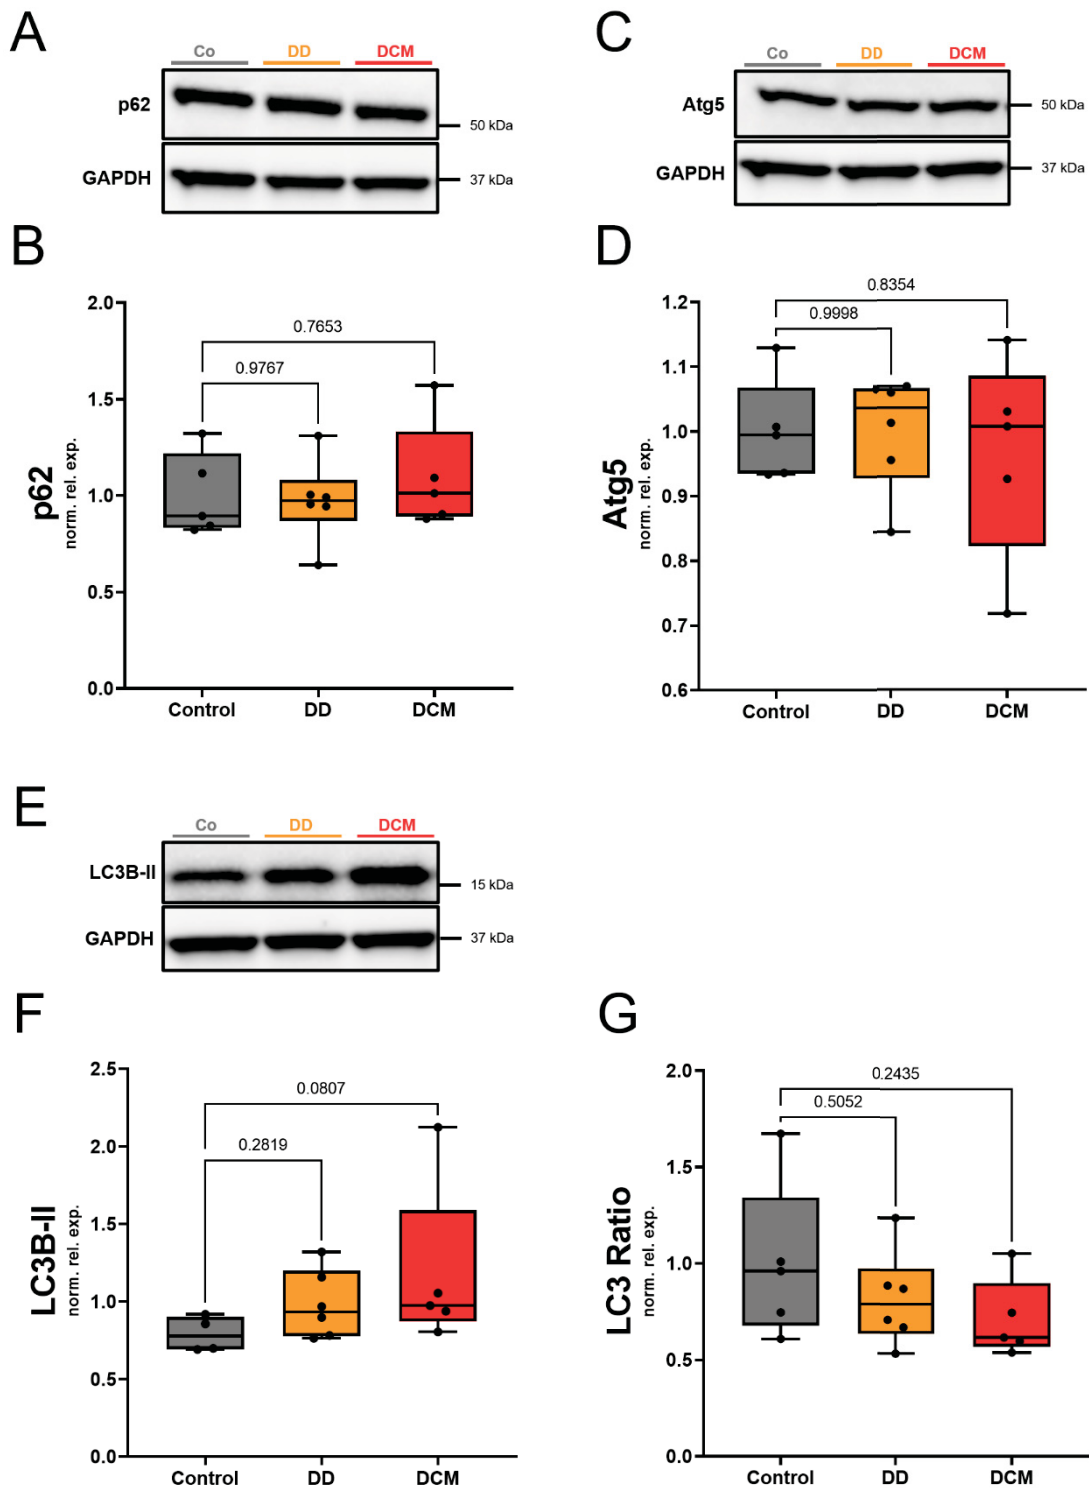 A
Co DD DCM
p62
50 kDa
GAPDH
37 kDa
C
Co DD DCM
Atg5
50 kDa
GAPDH
37 kDa
B
p62
norm. rel. exp.
2.0
1.5
1.0
0.5
0.0
0.7653
0.9767
Control DD DCM
D
Atg5
norm. rel. exp.
1.2
1.1
1.0
0.9
0.8
0.7
0.6
0.8354
0.9998
Control DD DCM
E
Co DD DCM
LC3B-II
15 kDa
GAPDH
37 kDa
F
LC3B-II
norm. rel. exp.
2.5
2.0
1.5
1.0
0.5
0.0
0.0807
0.2819
Control DD DCM
G
LC3 Ratio
norm. rel. exp.
2.0
1.5
1.0
0.5
0.0
0.2435
0.5052
Control DD DCM